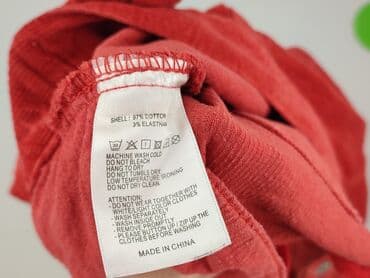 SHELL: 97% COTTON
3% ELASTHAN
MACHINE WASH COLD
DO NOT BLEACH
HANG TO DRY
DO NOT TUMBLE DRY
LOW TEMPERATURE IRONING
DO NOT DRY CLEAN
ATTENTION:
- DO NOT WEAR TOGETHER WITH
WHITE/LIGHT COLOR CLOTHES
- WASH SEPARATELY
- WASH INSIDE OUT
- REMOVE PROMPTLY
- PLEASE BUTTON UP / ZIP UP THE
CLOTHES BEFORE WASHING
MADE IN CHINA